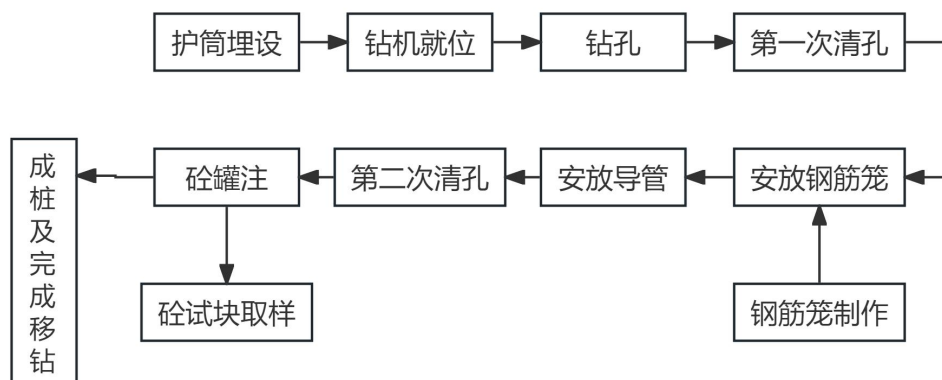 护筒埋设
钻机就位
钻孔
第一次清孔
安放钢筋笼
安放导管
第二次清孔
砼罐注
成桩及完成移钻
钢筋笼制作
砼试块取样